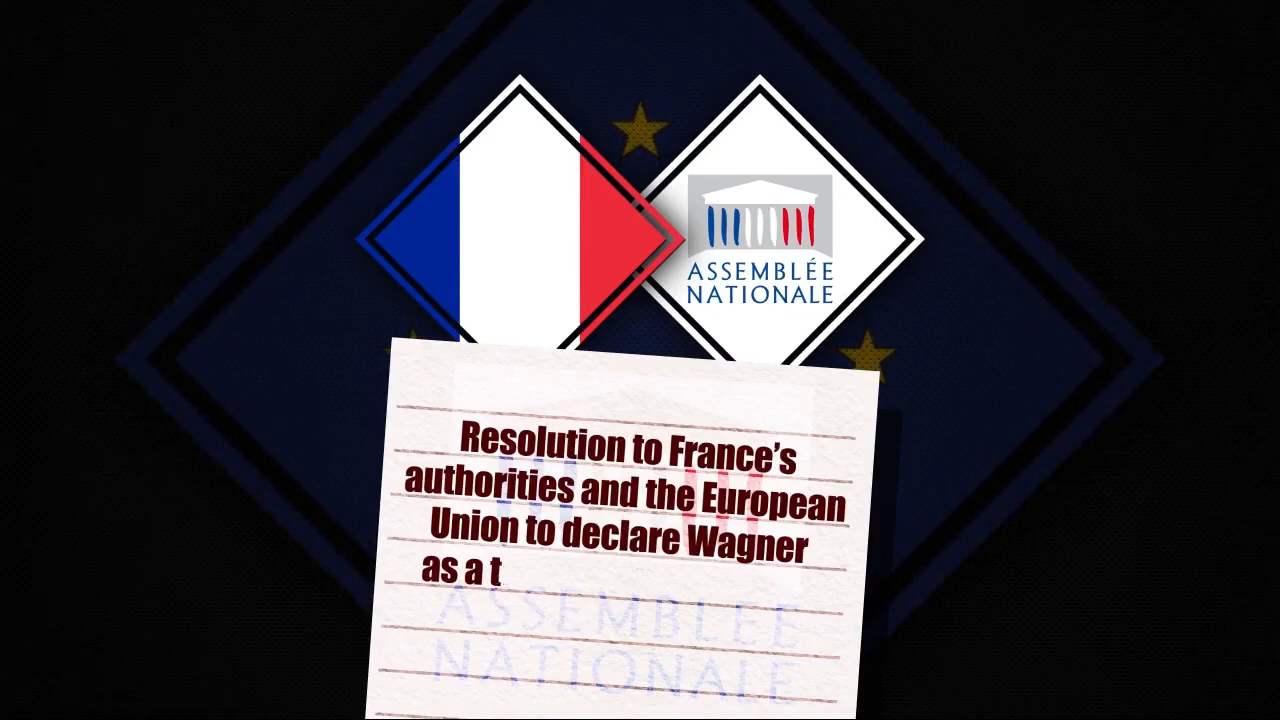 ASSEMBLÉE
NATIONALE
Resolution to France’s
authorities and the European
Union to declare Wagner
as a t
ASSEMBLEE
NATIONALE